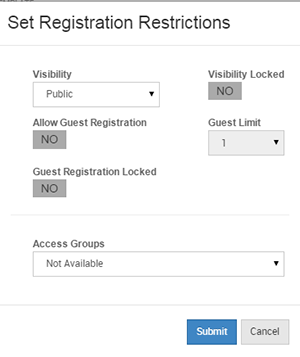 Set Registration Restrictions
Visibility
Visibility Locked
Public
NO
Allow Guest Registration
Guest Limit
NO
1
Guest Registration Locked
NO
Access Groups
Not Available
Submit
Cancel